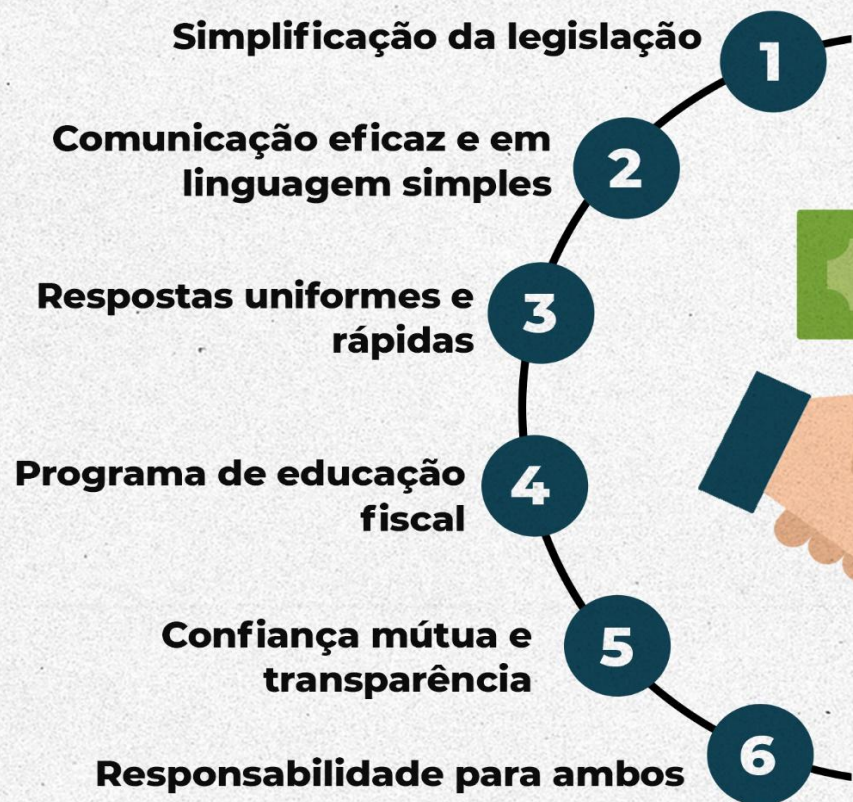 Simplificação da legislação
1
Comunicação eficaz e em
linguagem simples
2
Respostas uniformes e
rápidas
3
Programa de educação
fiscal
4
Confiança mútua e
transparência
5
Responsabilidade para ambos
6